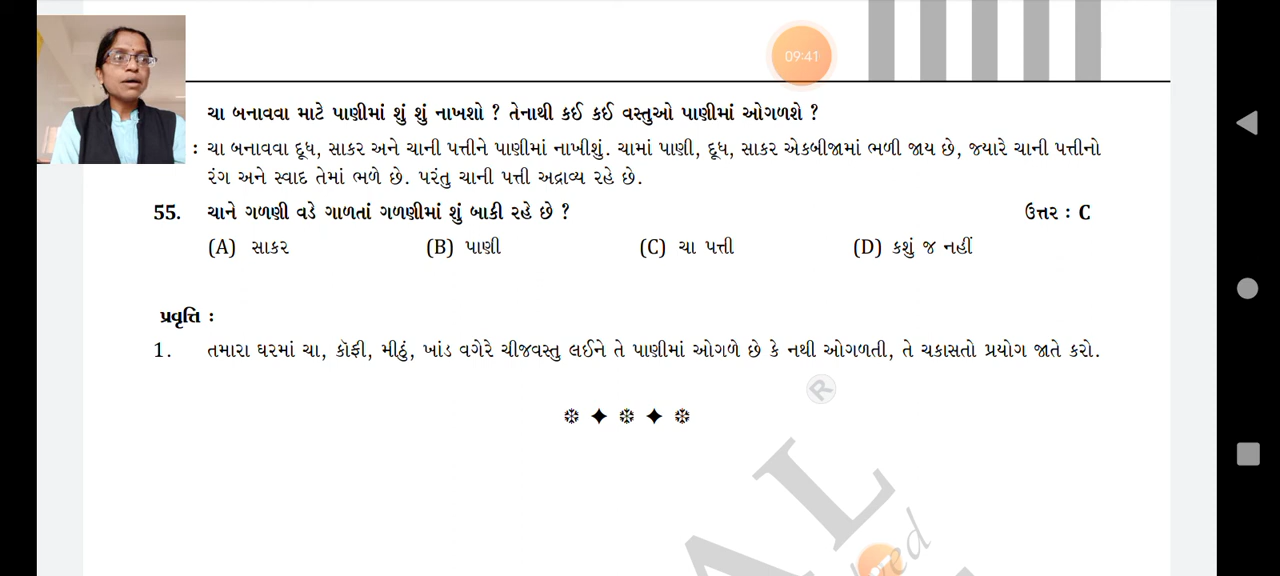 09:41
ચા બનાવવા માટે પાણીમાં શું શું નાખશો ? તેનાથી કઈ કઈ વસ્તુઓ પાણીમાં ઓગળશે ?
: ચા બનાવવા દૂધ, સાકર અને ચાની પત્તીને પાણીમાં નાખીશું. ચામાં પાણી, દૂધ, સાકર એકબીજામાં ભળી જાય છે, જ્યારે ચાની પત્તીનો
રંગ અને સ્વાદ તેમાં ભળે છે. પરંતુ ચાની પત્તી અદ્રાવ્ય રહે છે.
55. ચાને ગળણી વડે ગાળતાં ગળણીમાં શું બાકી રહે છે ? ઉત્તર : C
(A) સાકર (B) પાણી (C) ચા પત્તી (D) કશું જ નહીં
પ્રવૃત્તિ :
1. તમારા ઘરમાં ચા, કૉફી, મીઠું, ખાંડ વગેરે ચીજવસ્તુ લઈને તે પાણીમાં ઓગળે છે કે નથી ઓગળતી, તે ચકાસતો પ્રયોગ જાતે કરો.
®
AL